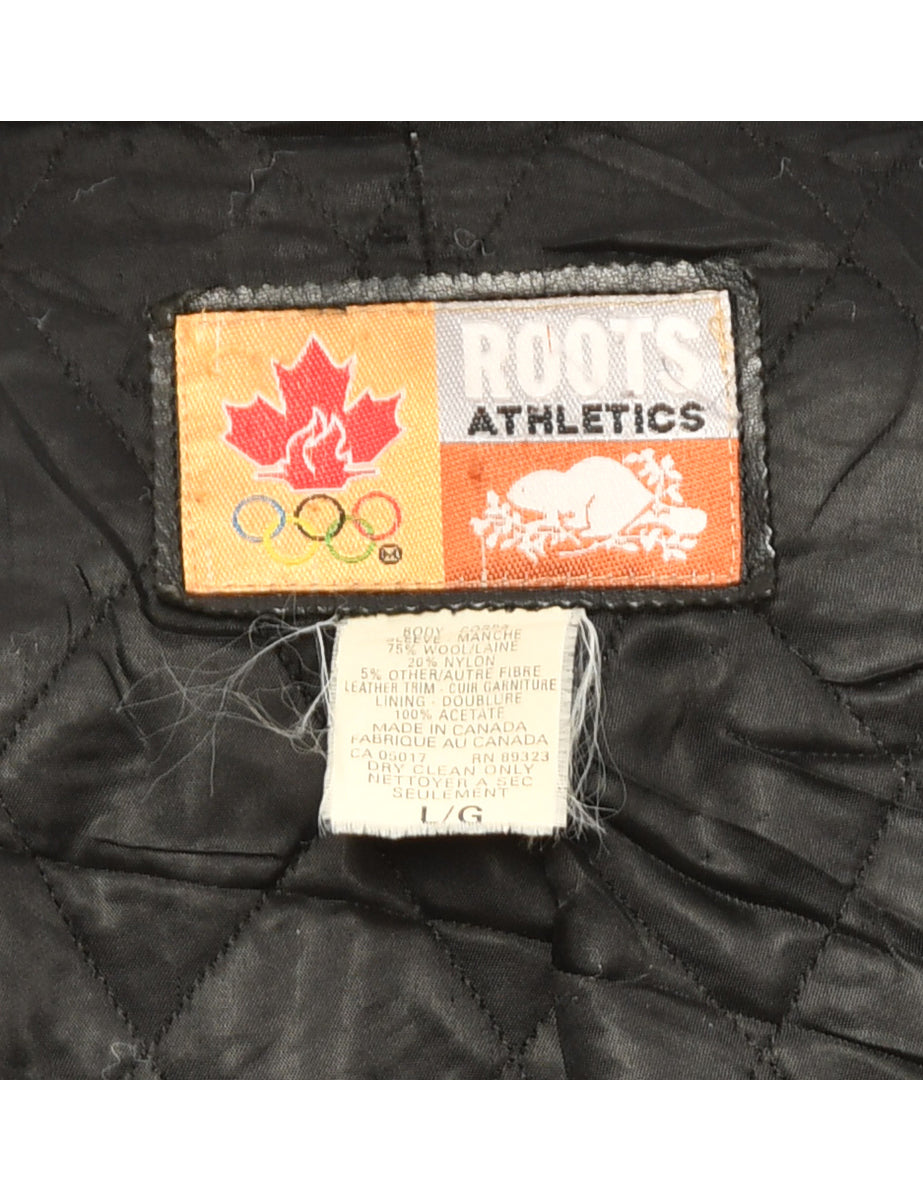 ROOTS
ATHLETICS
M
BODY - CORPS
SLEEVE - MANCHE
75% WOOL/LAINE
20% NYLON
5% OTHER/AUTRE FIBRE
LEATHER TRIM - CUIR GARNITURE
LINING - DOUBLURE
100% ACETATE
MADE IN CANADA
FABRIQUE AU CANADA
CA 05017 RN 89323
DRY CLEAN ONLY
NETTOYER A SEC
SEULEMENT
L/G